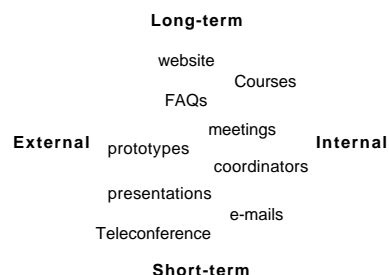 Long-term
website
Courses
FAQs
meetings
External
Internal
prototypes
coordinators
presentations
e-mails
Teleconference
Short-term